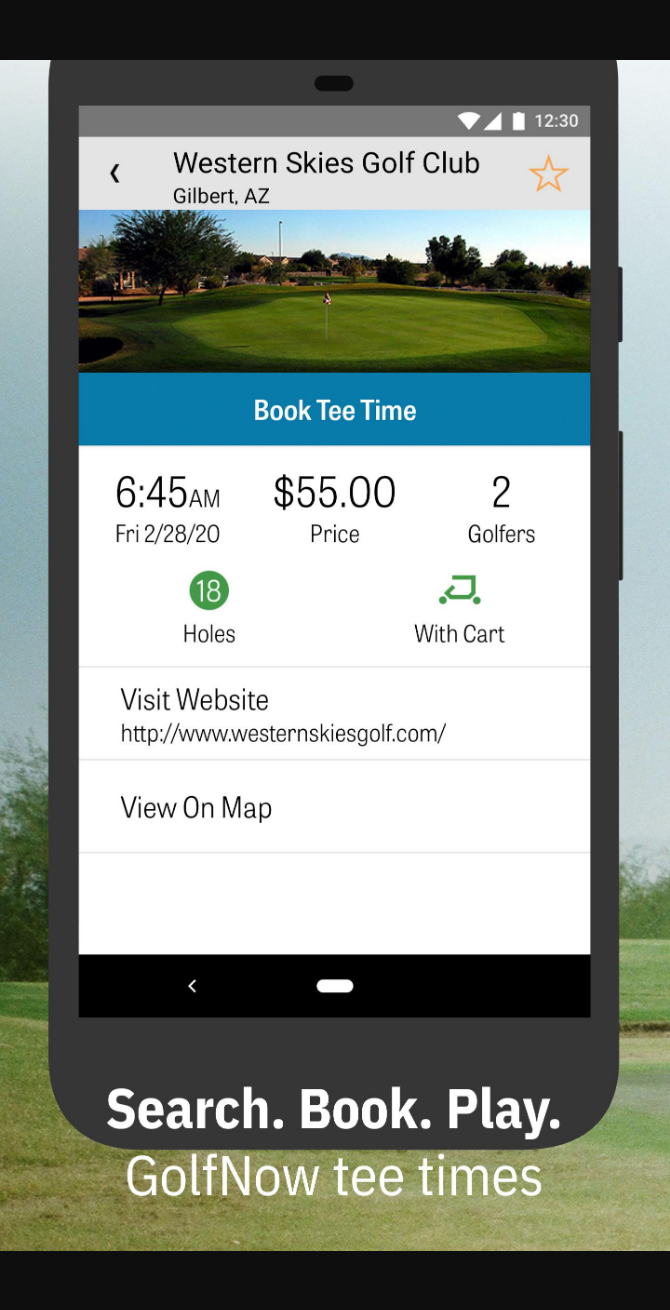 12:30
Western Skies Golf Club
Gilbert, AZ
Book Tee Time
6:45AM $55.00 2
Fri 2/28/20 Price Golfers
18
Holes With Cart
Visit Website
http://www.westernskiesgolf.com/
View On Map
Search. Book. Play.
GolfNow tee times